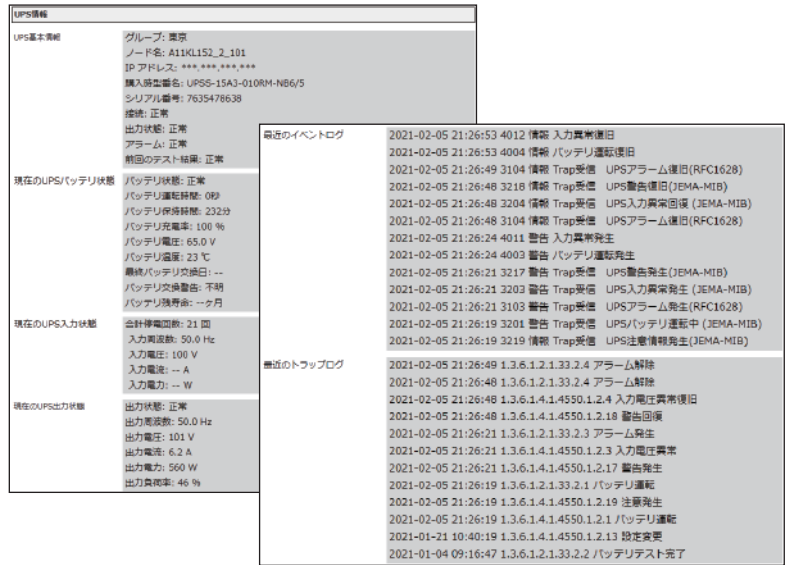 UPS情報
UPS基本情報
グループ: 東京
ノード名: A11KL152_2_101
IP アドレス: ***.***.***.***
購入時型番名: UPSS-15A3-010RM-NB6/5
シリアル番号: 7635478638
接続: 正常
出力状態: 正常
アラーム: 正常
前回のテスト結果: 正常
現在のUPSバッテリ状態
バッテリ状態: 正常
バッテリ運転時間: 0秒
バッテリ保持時間: 232分
バッテリ充電率: 100 %
バッテリ電圧: 65.0 V
バッテリ温度: 23 ℃
最終バッテリ交換日: --
バッテリ交換警告: 不明
バッテリ残寿命: --ヶ月
現在のUPS入力状態
合計停電回数: 21 回
入力周波数: 50.0 Hz
入力電圧: 100 V
入力電流: -- A
入力電力: -- W
現在のUPS出力状態
出力状態: 正常
出力周波数: 50.0 Hz
出力電圧: 101 V
出力電流: 6.2 A
出力電力: 560 W
出力負荷率: 46 %
最近のイベントログ
2021-02-05 21:26:53 4012 情報 入力異常復旧
2021-02-05 21:26:53 4004 情報 バッテリ運転復旧
2021-02-05 21:26:49 3104 情報 Trap受信 UPSアラーム復旧(RFC1628)
2021-02-05 21:26:48 3218 情報 Trap受信 UPS警告復旧(JEMA-MIB)
2021-02-05 21:26:48 3204 情報 Trap受信 UPS入力異常回復 (JEMA-MIB)
2021-02-05 21:26:48 3104 情報 Trap受信 UPSアラーム復旧(RFC1628)
2021-02-05 21:26:24 4011 警告 入力異常発生
2021-02-05 21:26:24 4003 警告 バッテリ運転発生
2021-02-05 21:26:21 3217 警告 Trap受信 UPS警告発生(JEMA-MIB)
2021-02-05 21:26:21 3203 警告 Trap受信 UPS入力異常発生 (JEMA-MIB)
2021-02-05 21:26:21 3103 警告 Trap受信 UPSアラーム発生(RFC1628)
2021-02-05 21:26:19 3201 警告 Trap受信 UPSバッテリ運転中 (JEMA-MIB)
2021-02-05 21:26:19 3219 情報 Trap受信 UPS注意情報発生(JEMA-MIB)
最近のトラップログ
2021-02-05 21:26:49 1.3.6.1.2.1.33.2.4 アラーム解除
2021-02-05 21:26:48 1.3.6.1.2.1.33.2.4 アラーム解除
2021-02-05 21:26:48 1.3.6.1.4.1.4550.1.2.4 入力電圧異常復旧
2021-02-05 21:26:48 1.3.6.1.4.1.4550.1.2.18 警告回復
2021-02-05 21:26:21 1.3.6.1.2.1.33.2.3 アラーム発生
2021-02-05 21:26:21 1.3.6.1.4.1.4550.1.2.3 入力電圧異常
2021-02-05 21:26:21 1.3.6.1.4.1.4550.1.2.17 警告発生
2021-02-05 21:26:19 1.3.6.1.2.1.33.2.1 バッテリ運転
2021-02-05 21:26:19 1.3.6.1.4.1.4550.1.2.19 注意発生
2021-02-05 21:26:19 1.3.6.1.4.1.4550.1.2.1 バッテリ運転
2021-01-21 10:40:19 1.3.6.1.4.1.4550.1.2.13 設定変更
2021-01-04 09:16:47 1.3.6.1.2.1.33.2.2 バッテリテスト完了